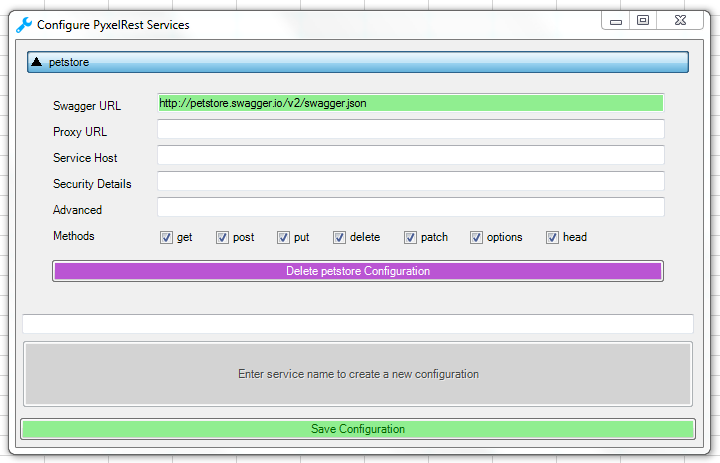 Configure PyxelRest Services
petstore
Swagger URL http://petstore.swagger.io/v2/swagger.json
Proxy URL
Service Host
Security Details
Advanced
Methods get post put delete patch options head
Delete petstore Configuration
Enter service name to create a new configuration
Save Configuration